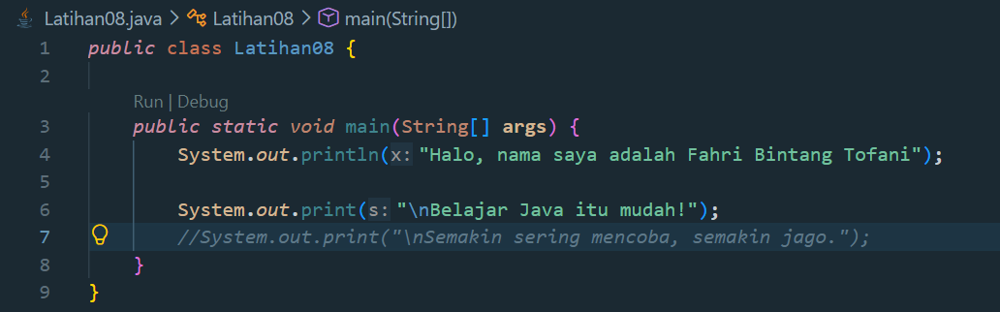 Latihan08.java > Latihan08 > main(String[])
1 public class Latihan08 {
2
Run | Debug
3 public static void main(String[] args) {
4 System.out.println(x: "Halo, nama saya adalah Fahri Bintang Tofani");
5
6 System.out.print(s: "\nBelajar Java itu mudah!");
7 //System.out.print("\nSemakin sering mencoba, semakin jago.");
8 }
9 }